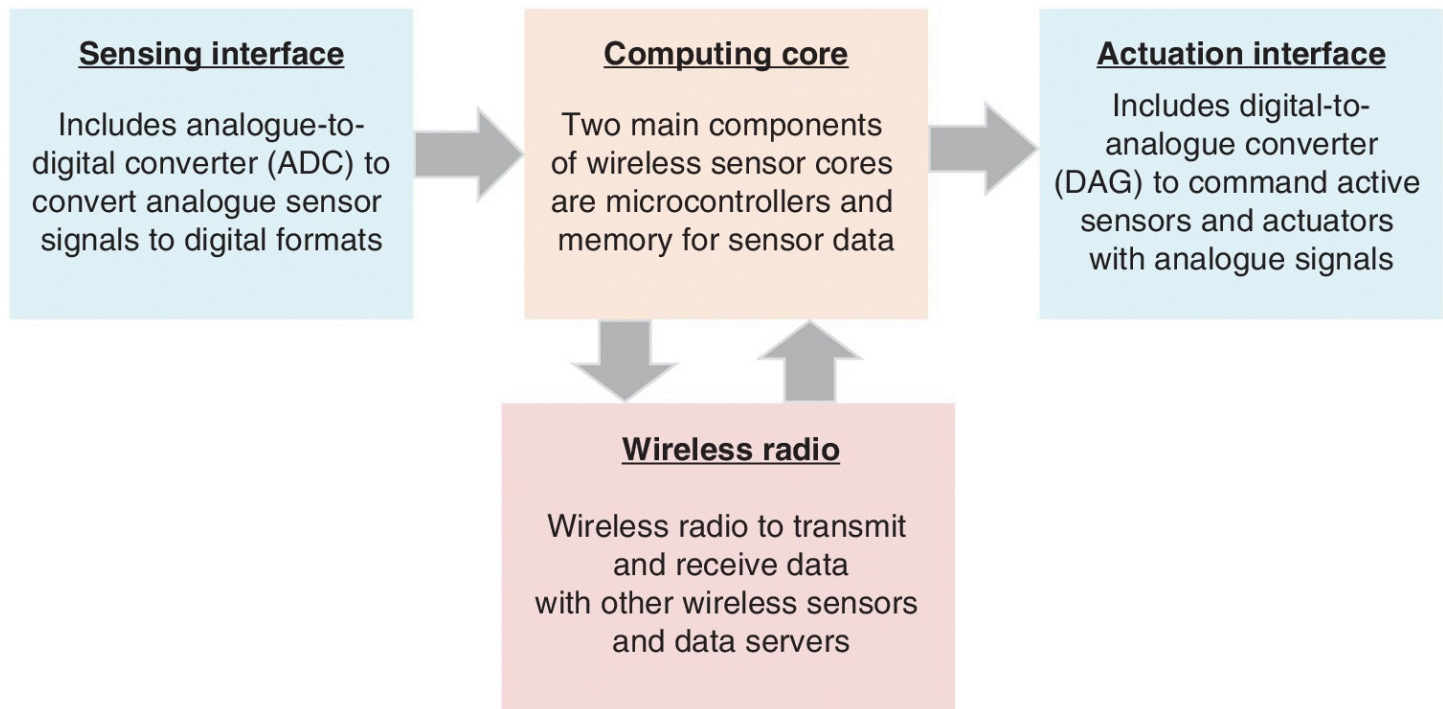 Sensing interface
Includes analogue-to-
digital converter (ADC) to
convert analogue sensor
signals to digital formats
Computing core
Two main components
of wireless sensor cores
are microcontrollers and
memory for sensor data
Actuation interface
Includes digital-to-
analogue converter
(DAG) to command active
sensors and actuators
with analogue signals
Wireless radio
Wireless radio to transmit
and receive data
with other wireless sensors
and data servers